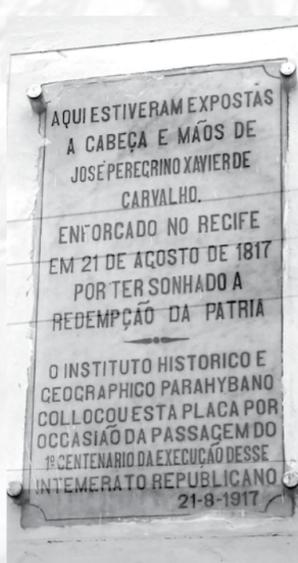 AQUI ESTIVERAM EXPOSTAS
A CABEÇA E MÃOS DE
JOSÉ PEREGRINO XAVIER DE
CARVALHO.
ENFORCADO NO RECIFE
EM 21 DE AGOSTO DE 1817
POR TER SONHADO A
REDEMPÇÃO DA PATRIA
O INSTITUTO HISTORICO E
GEOGRAPHICO PARAHYBANO
COLLOCOU ESTA PLACA POR
OCCASIÃO DA PASSAGEM DO
1º CENTENARIO DA EXECUÇÃO DESSE
INTEMERATO REPUBLICANO
21-8-1917